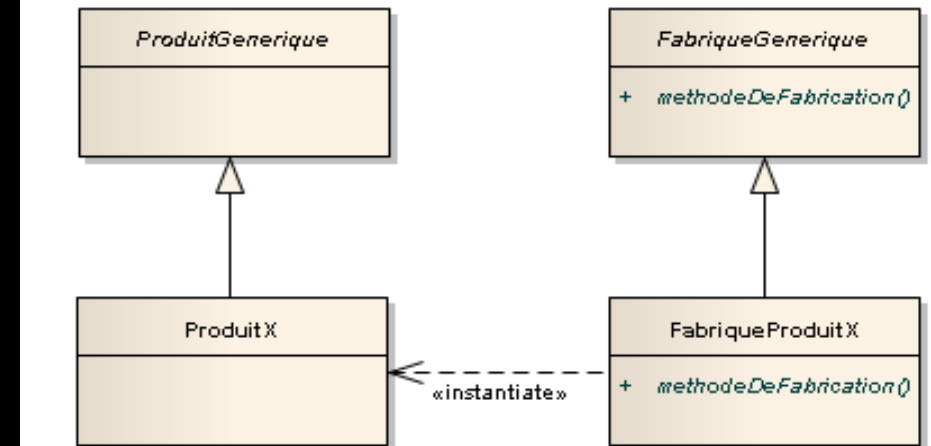 ProduitGenerique
FabriqueGenerique
+ methodeDeFabrication()
ProduitX
FabriqueProduitX
«instantiate»
+ methodeDeFabrication()